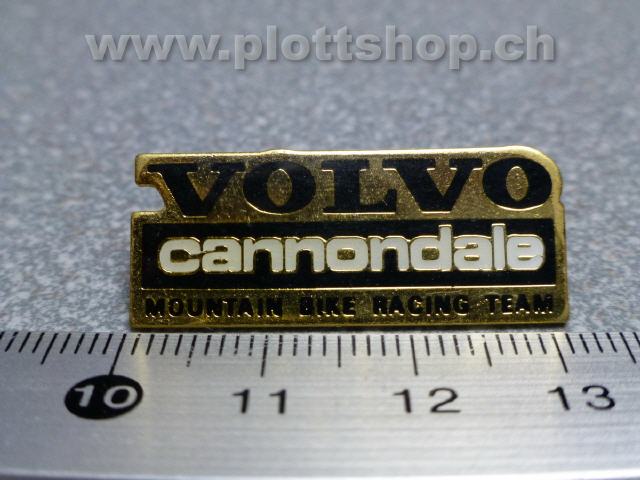 www.plottshop.ch
VOLVO
cannondale
MOUNTAIN BIKE RACING TEAM
10 11 12 13